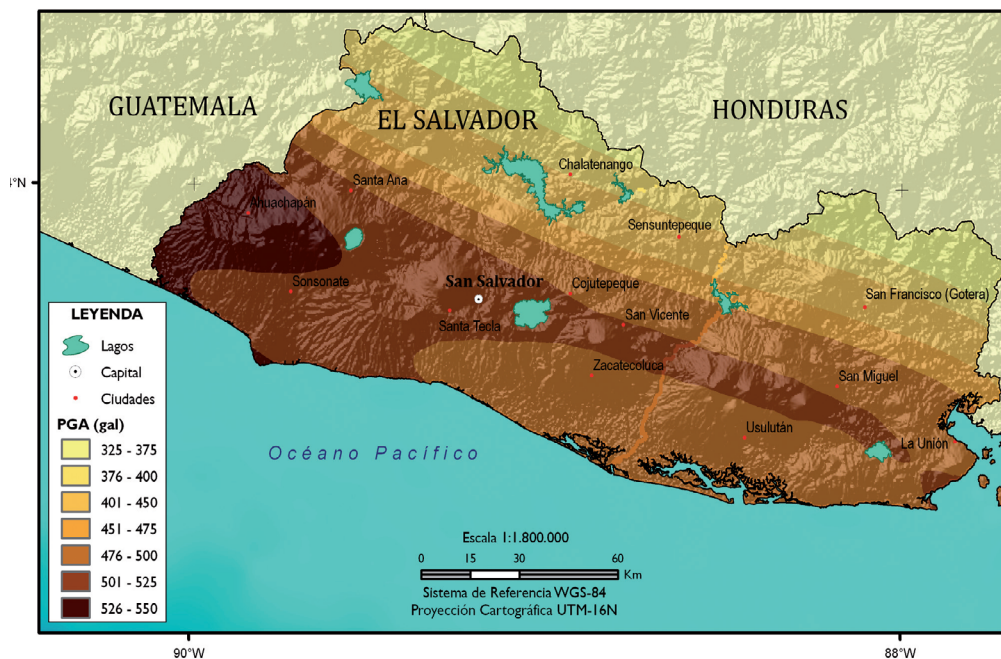 GUATEMALA
EL SALVADOR
HONDURAS
Chalatenango
Santa Ana
Ahuachapan
Sensuntepeque
Sonsonate
San Salvador
Cojutepeque
San Francisco (Gotera)
Santa Tecla
San Vicente
Zacatecoluca
San Miguel
Usulután
La Unión
Océano Pacífico
LEYENDA
Lagos
Capital
Ciudades
PGA (gal)
325 - 375
376 - 400
401 - 450
451 - 475
476 - 500
501 - 525
526 - 550
Escala 1:1.800.000
0 15 30 60
Km
Sistema de Referencia WGS-84
Proyección Cartográfica UTM-16N
90°W
88°W